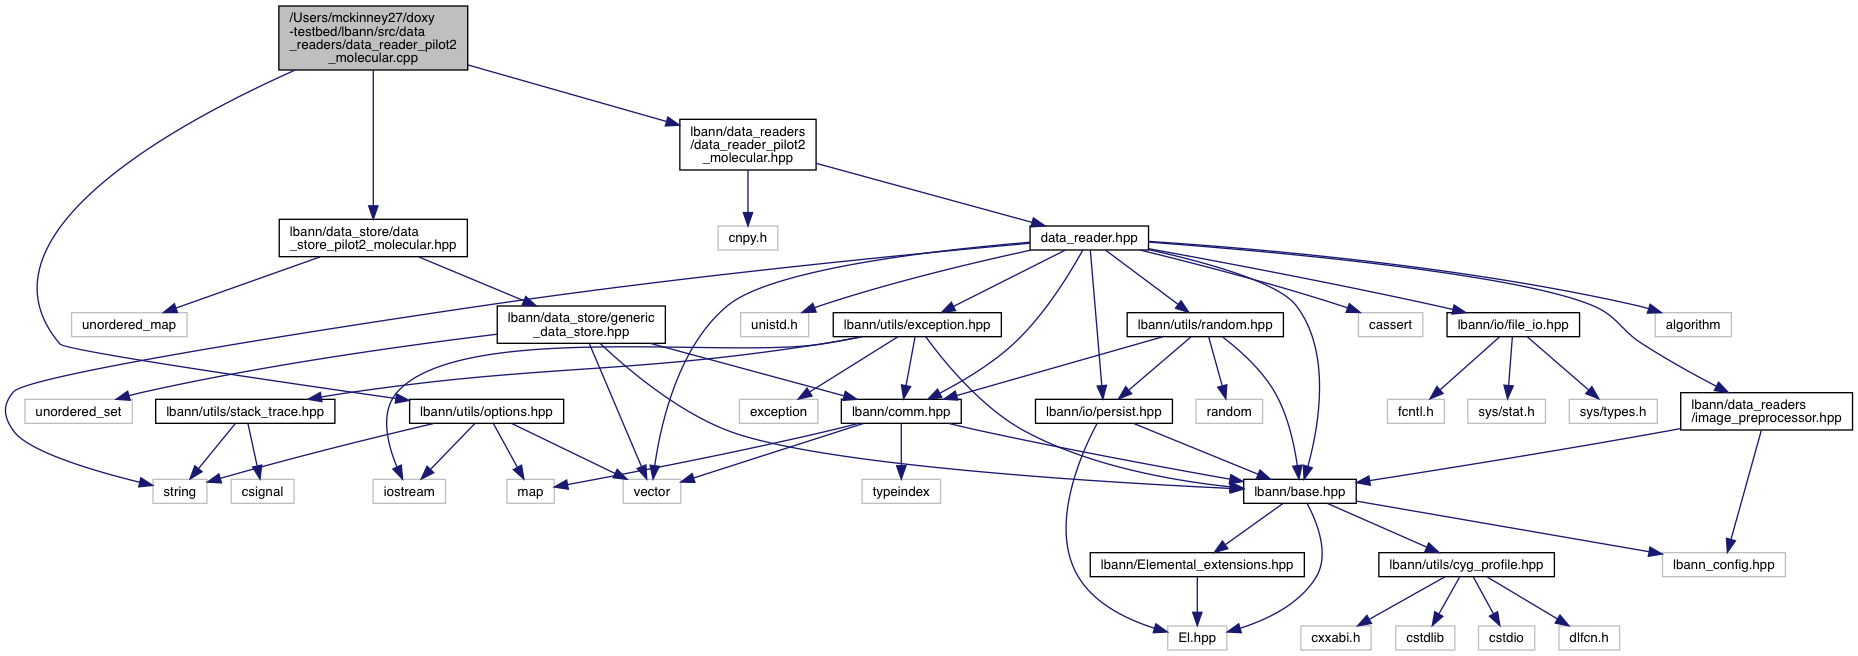 /Users/mckinney27/doxy
-testbed/lbann/src/data
_readers/data_reader_pilot2
_molecular.cpp
lbann/data_readers
/data_reader_pilot2
_molecular.hpp
lbann/data_store/data
_store_pilot2_molecular.hpp
cnpy.h
data_reader.hpp
unordered_map
lbann/data_store/generic
_data_store.hpp
unistd.h
lbann/utils/exception.hpp
lbann/utils/random.hpp
cassert
lbann/io/file_io.hpp
algorithm
unordered_set
lbann/utils/stack_trace.hpp
lbann/utils/options.hpp
exception
lbann/comm.hpp
lbann/io/persist.hpp
random
fcntl.h
sys/stat.h
sys/types.h
lbann/data_readers
/image_preprocessor.hpp
string
csignal
iostream
map
vector
typeindex
lbann/base.hpp
lbann/Elemental_extensions.hpp
lbann/utils/cyg_profile.hpp
lbann_config.hpp
El.hpp
cxxabi.h
cstdlib
cstdio
dlfcn.h